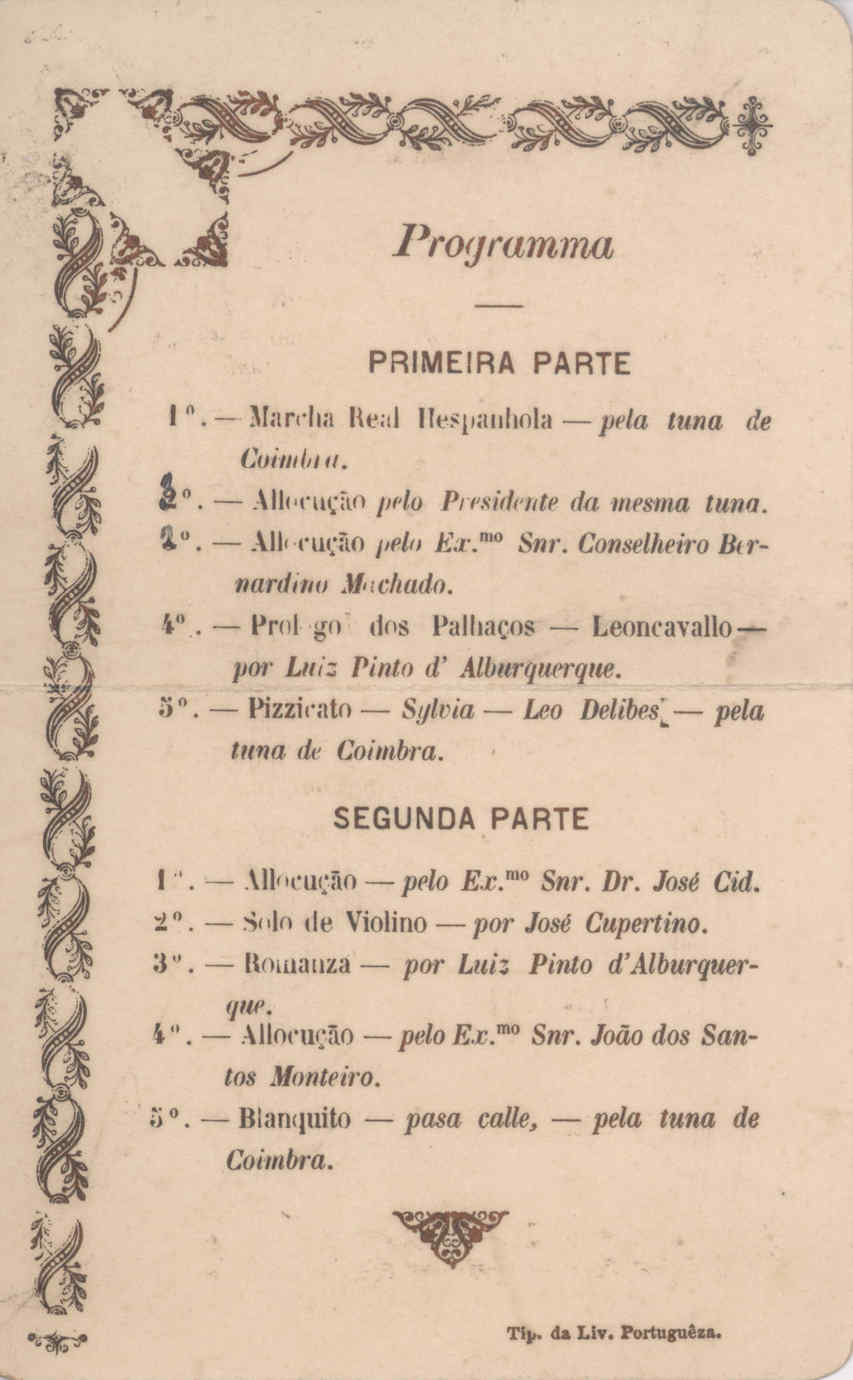 Programma
PRIMEIRA PARTE
1º. — Marcha Real Hespanhola — pela tuna de
Coimbra.
2º. — Allocução pelo Presidente da mesma tuna.
2º. — Allocução pelo Ex.mo Snr. Conselheiro Ber-
nardino Machado.
4º. — Prologo dos Palhaços — Leoncavallo —
por Luiz Pinto d' Alburquerque.
5º. — Pizzicato — Sylvia — Leo Delibes — pela
tuna de Coimbra.
SEGUNDA PARTE
1º. — Allocução — pelo Ex.mo Snr. Dr. José Cid.
2º. — Solo de Violino — por José Cupertino.
3º. — Romanza — por Luiz Pinto d'Alburquer-
que.
4º. — Allocução — pelo Ex.mo Snr. João dos San-
tos Monteiro.
5º. — Blanquito — pasa calle, — pela tuna de
Coimbra.
Tip. da Liv. Portuguêza.